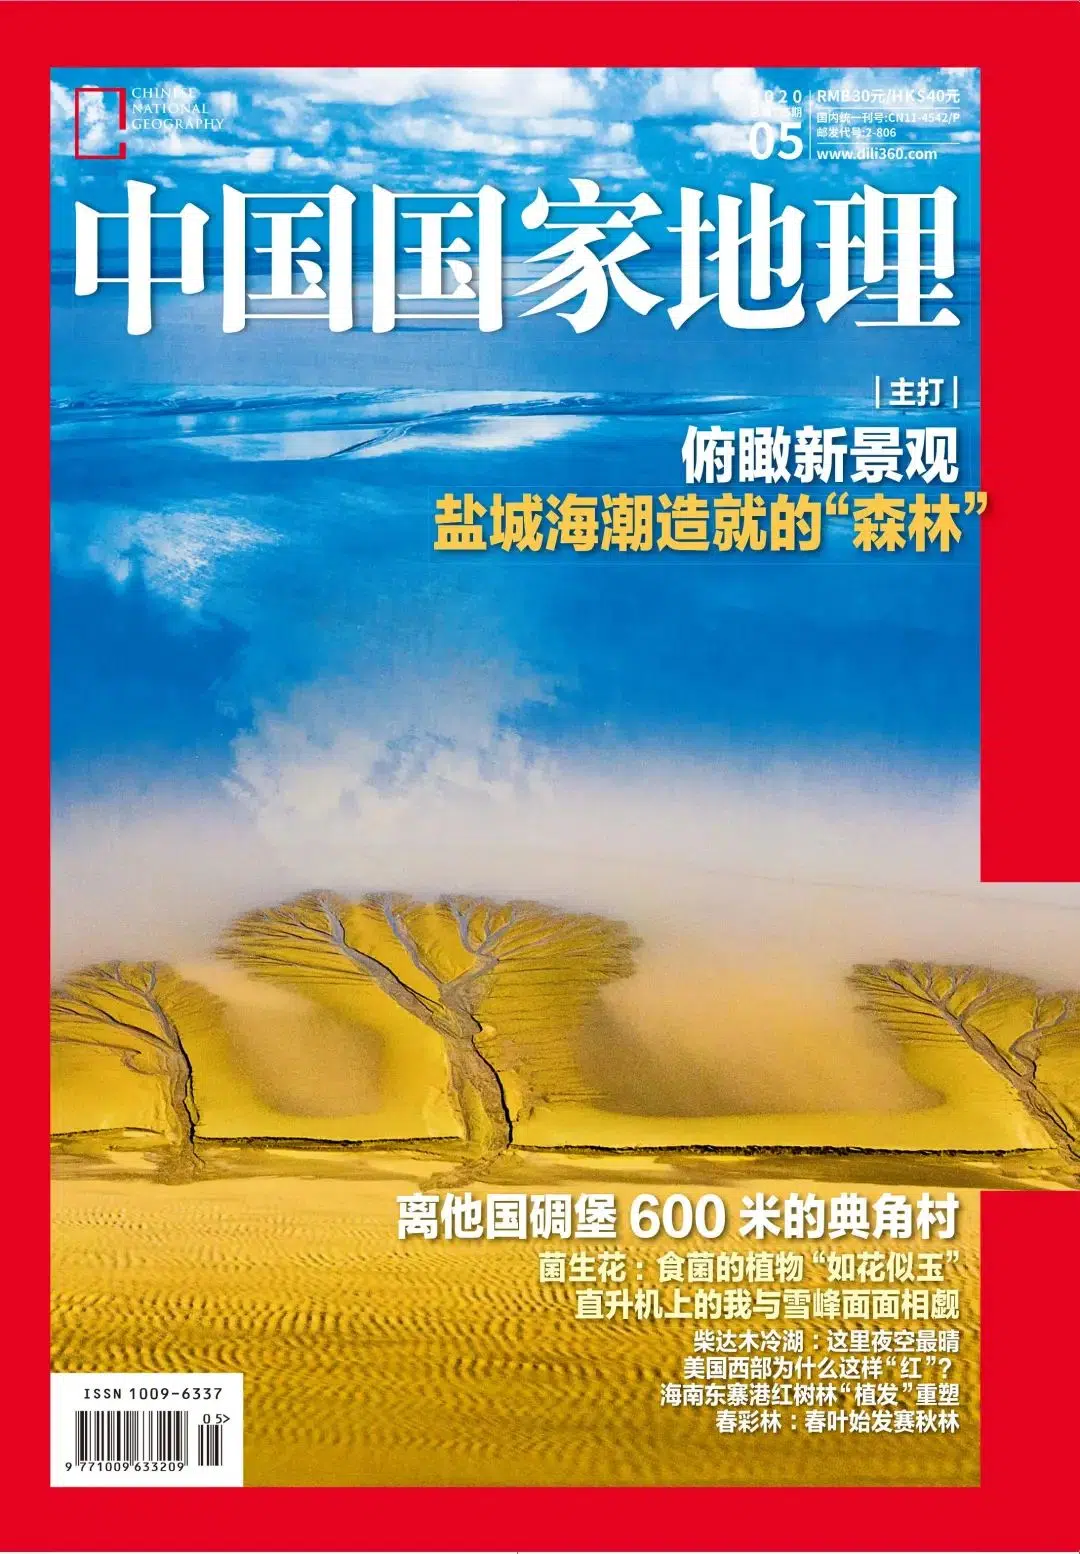 CHINESE
NATIONAL
GEOGRAPHY
2020
05
RMB30元/HK$40元
国内统一刊号:CN11-4542/P
邮发代号:2-806
www.dili360.com
中国国家地理
|主打|
俯瞰新景观
盐城海潮造就的“森林”
离他国碉堡 600 米的典角村
菌生花：食菌的植物“如花似玉”
直升机上的我与雪峰面面相觑
柴达木冷湖：这里夜空最晴
美国西部为什么这样“红”？
海南东寨港红树林“植发”重塑
春彩林：春叶始发赛秋林
ISSN 1009-6337
05>
9 771009 633209